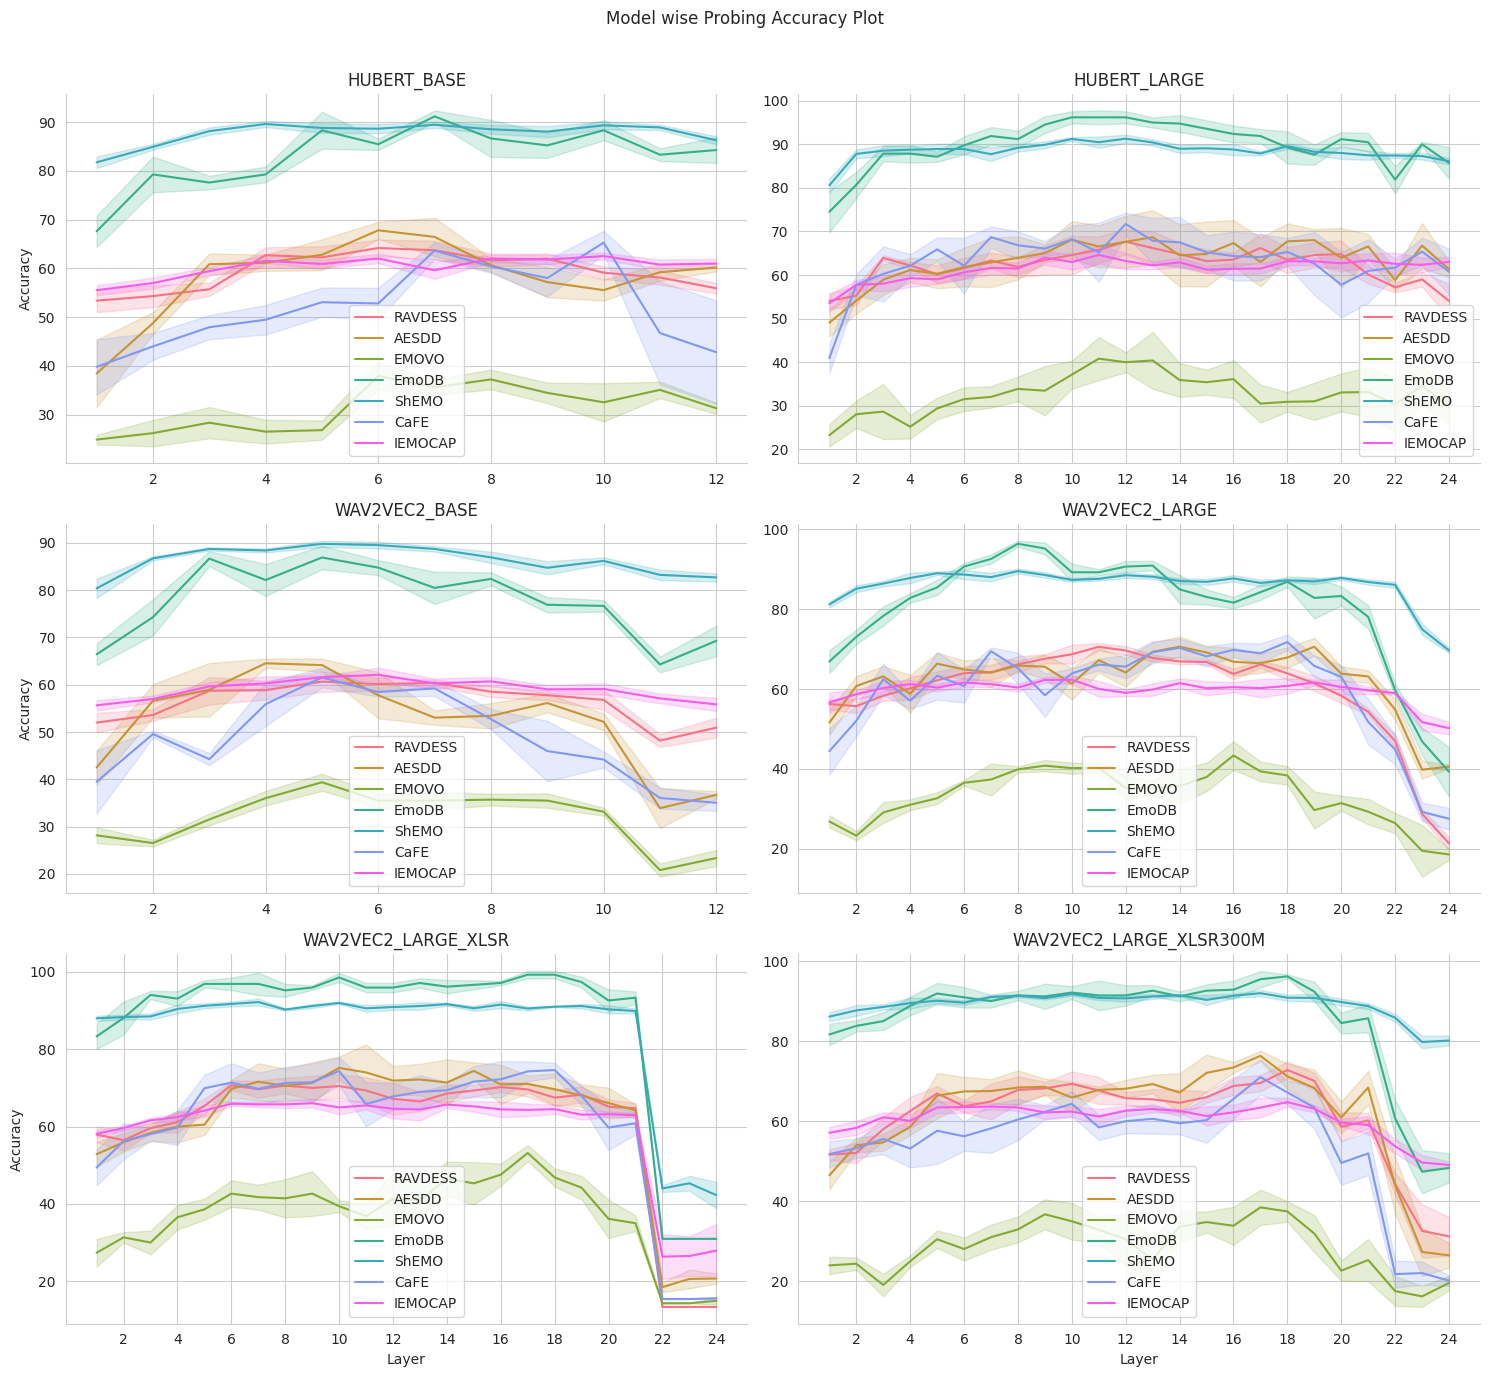 Model wise Probing Accuracy Plot
HUBERT_BASE
Accuracy
90
80
70
60
50
40
30
2 4 6 8 10 12
RAVDESS
AESDD
EMOVO
EmoDB
ShEMO
CaFE
IEMOCAP
HUBERT_LARGE
100
90
80
70
60
50
40
30
20
2 4 6 8 10 12 14 16 18 20 22 24
RAVDESS
AESDD
EMOVO
EmoDB
ShEMO
CaFE
IEMOCAP
WAV2VEC2_BASE
Accuracy
90
80
70
60
50
40
30
20
2 4 6 8 10 12
RAVDESS
AESDD
EMOVO
EmoDB
ShEMO
CaFE
IEMOCAP
WAV2VEC2_LARGE
100
80
60
40
20
2 4 6 8 10 12 14 16 18 20 22 24
RAVDESS
AESDD
EMOVO
EmoDB
ShEMO
CaFE
IEMOCAP
WAV2VEC2_LARGE_XLSR
Accuracy
100
80
60
40
20
2 4 6 8 10 12 14 16 18 20 22 24
Layer
RAVDESS
AESDD
EMOVO
EmoDB
ShEMO
CaFE
IEMOCAP
WAV2VEC2_LARGE_XLSR300M
100
80
60
40
20
2 4 6 8 10 12 14 16 18 20 22 24
Layer
RAVDESS
AESDD
EMOVO
EmoDB
ShEMO
CaFE
IEMOCAP